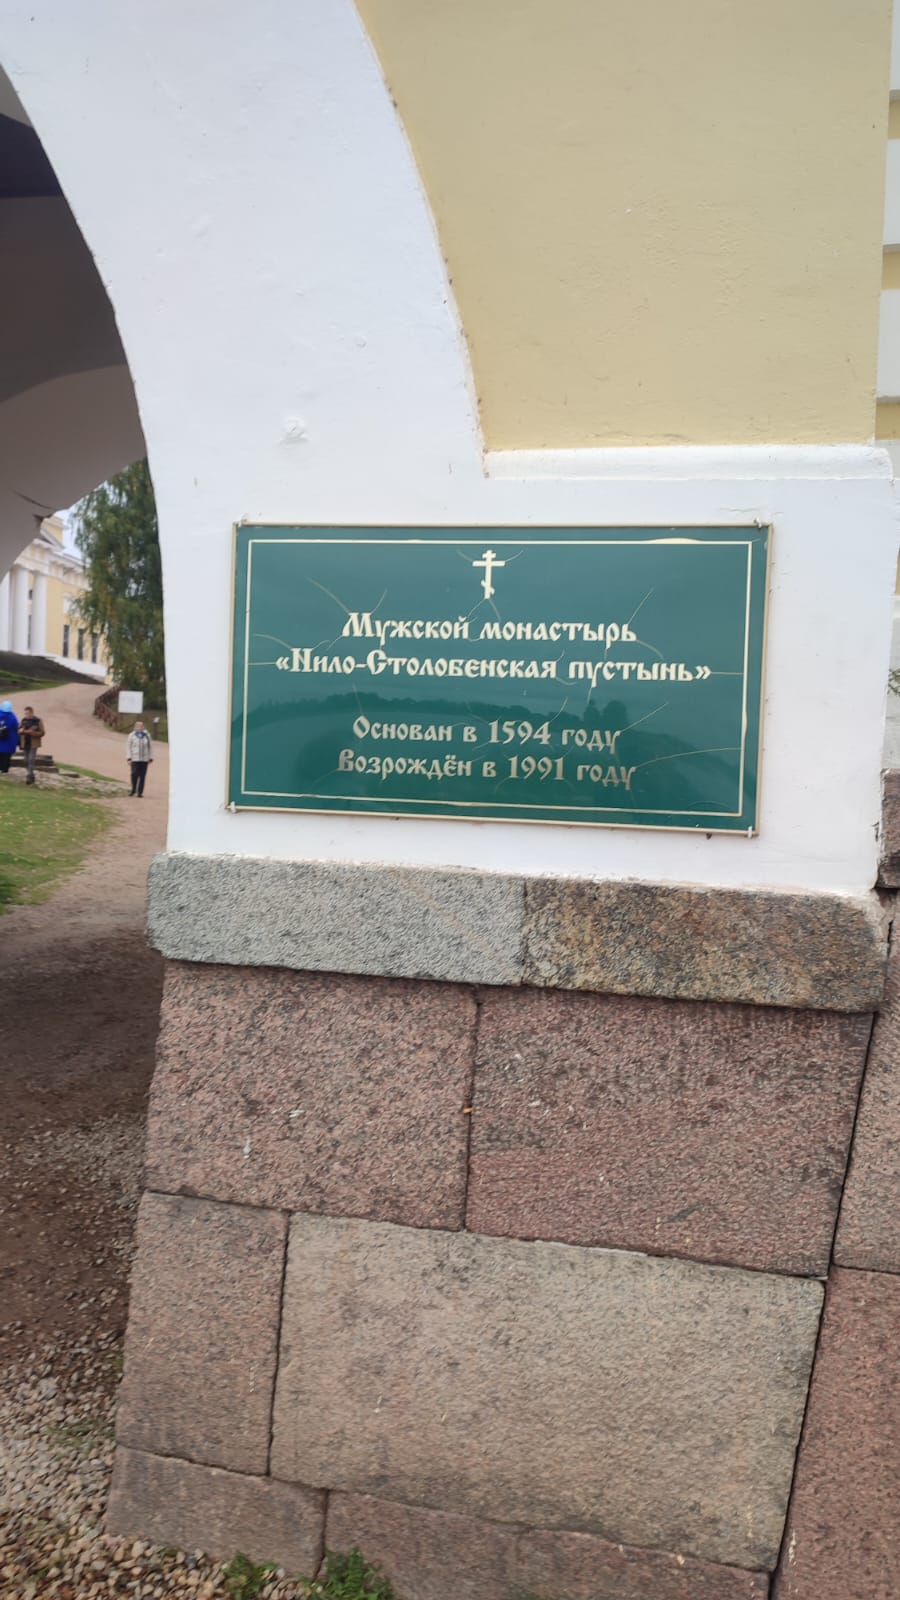 Мужской монастырь
«Нило-Столобенская пустынь»
Основан в 1594 году
Возрождён в 1991 году